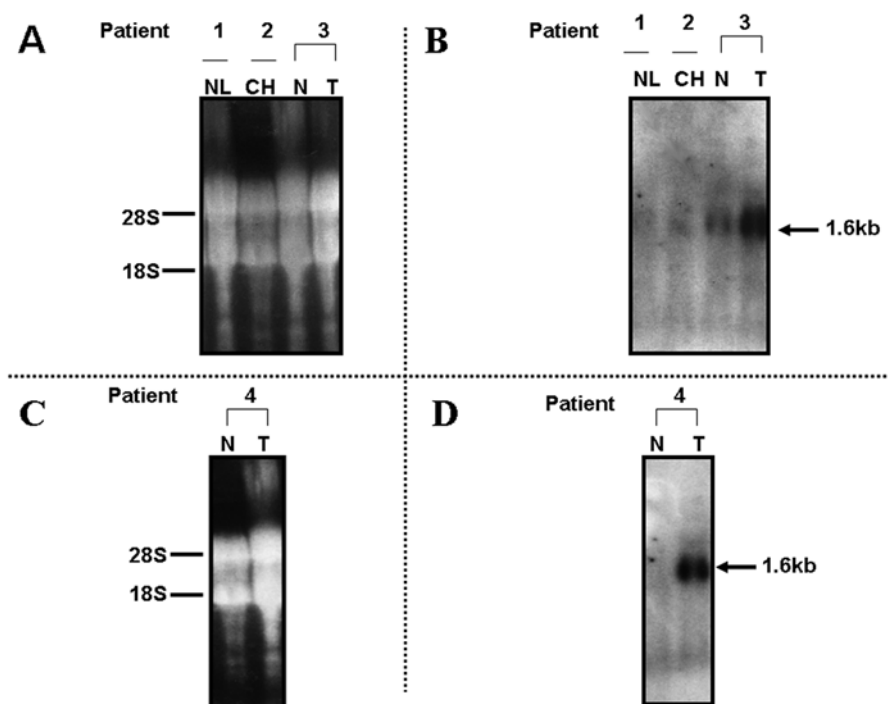 A
Patient 1 2 3
NL CH N T
28S
18S
B
Patient 1 2 3
NL CH N T
1.6kb
C
Patient 4
N T
28S
18S
D
Patient 4
N T
1.6kb